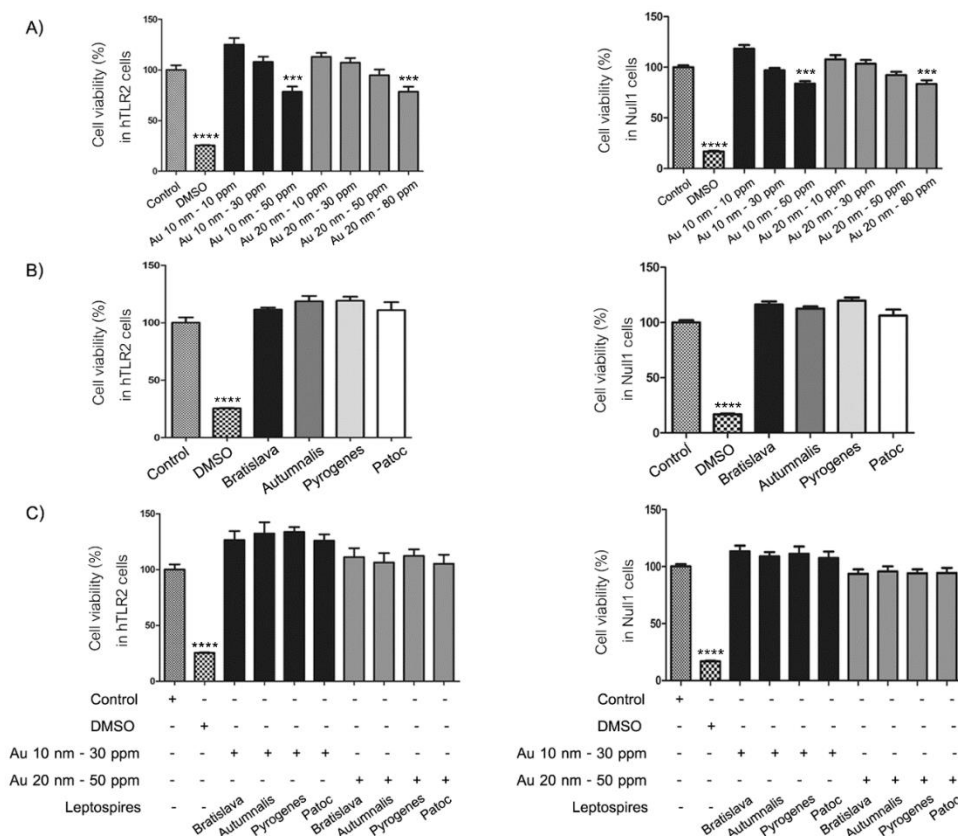 A)
Cell viability (%)
in hTLR2 cells
150
100
50
0
***
***
****
Control
DMSO
Au 10 nm - 10 ppm
Au 10 nm - 30 ppm
Au 10 nm - 50 ppm
Au 20 nm - 10 ppm
Au 20 nm - 30 ppm
Au 20 nm - 50 ppm
Au 20 nm - 80 ppm
Cell viability (%)
in Null1 cells
150
100
50
0
***
***
****
Control
DMSO
Au 10 nm - 10 ppm
Au 10 nm - 30 ppm
Au 10 nm - 50 ppm
Au 20 nm - 10 ppm
Au 20 nm - 30 ppm
Au 20 nm - 50 ppm
Au 20 nm - 80 ppm
B)
Cell viability (%)
in hTLR2 cells
150
100
50
0
****
Control
DMSO
Bratislava
Autumnalis
Pyrogenes
Patoc
Cell viability (%)
in Null1 cells
150
100
50
0
****
Control
DMSO
Bratislava
Autumnalis
Pyrogenes
Patoc
C)
Cell viability (%)
in hTLR2 cells
150
100
50
0
****
Control + - - - - - - - - -
DMSO - + - - - - - - - -
Au 10 nm - 30 ppm - - + + + + - - - -
Au 20 nm - 50 ppm - - - - - - + + + +
Leptospires - - Bratislava Autumnalis Pyrogenes Patoc Bratislava Autumnalis Pyrogenes Patoc
Cell viability (%)
in Null1 cells
150
100
50
0
****
Control + - - - - - - - - -
DMSO - + - - - - - - - -
Au 10 nm - 30 ppm - - + + + + - - - -
Au 20 nm - 50 ppm - - - - - - + + + +
Leptospires - - Bratislava Autumnalis Pyrogenes Patoc Bratislava Autumnalis Pyrogenes Patoc